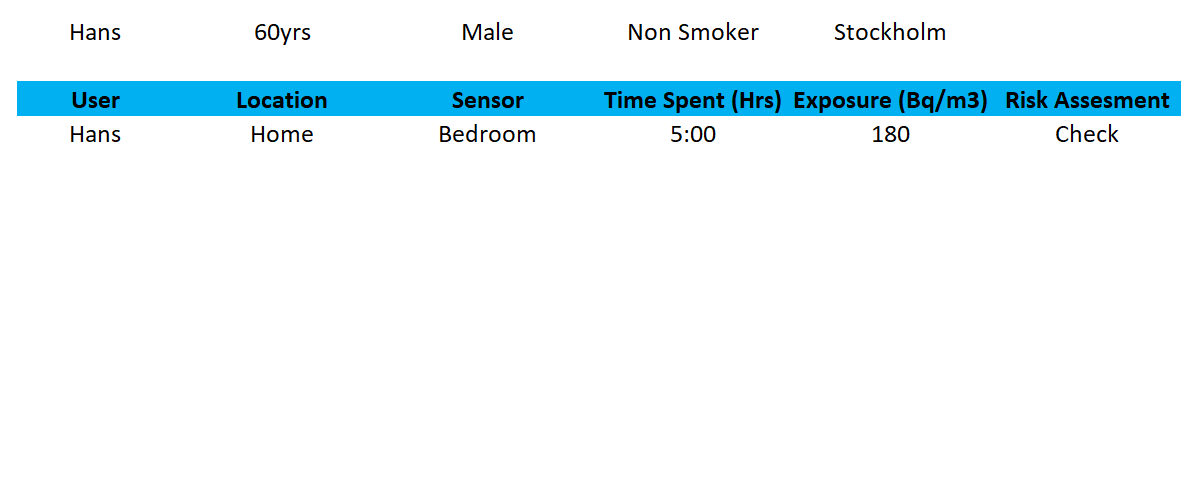 Hans 60yrs Male Non Smoker Stockholm
User Location Sensor Time Spent (Hrs) Exposure (Bq/m3) Risk Assesment
Hans Home Bedroom 5:00 180 Check